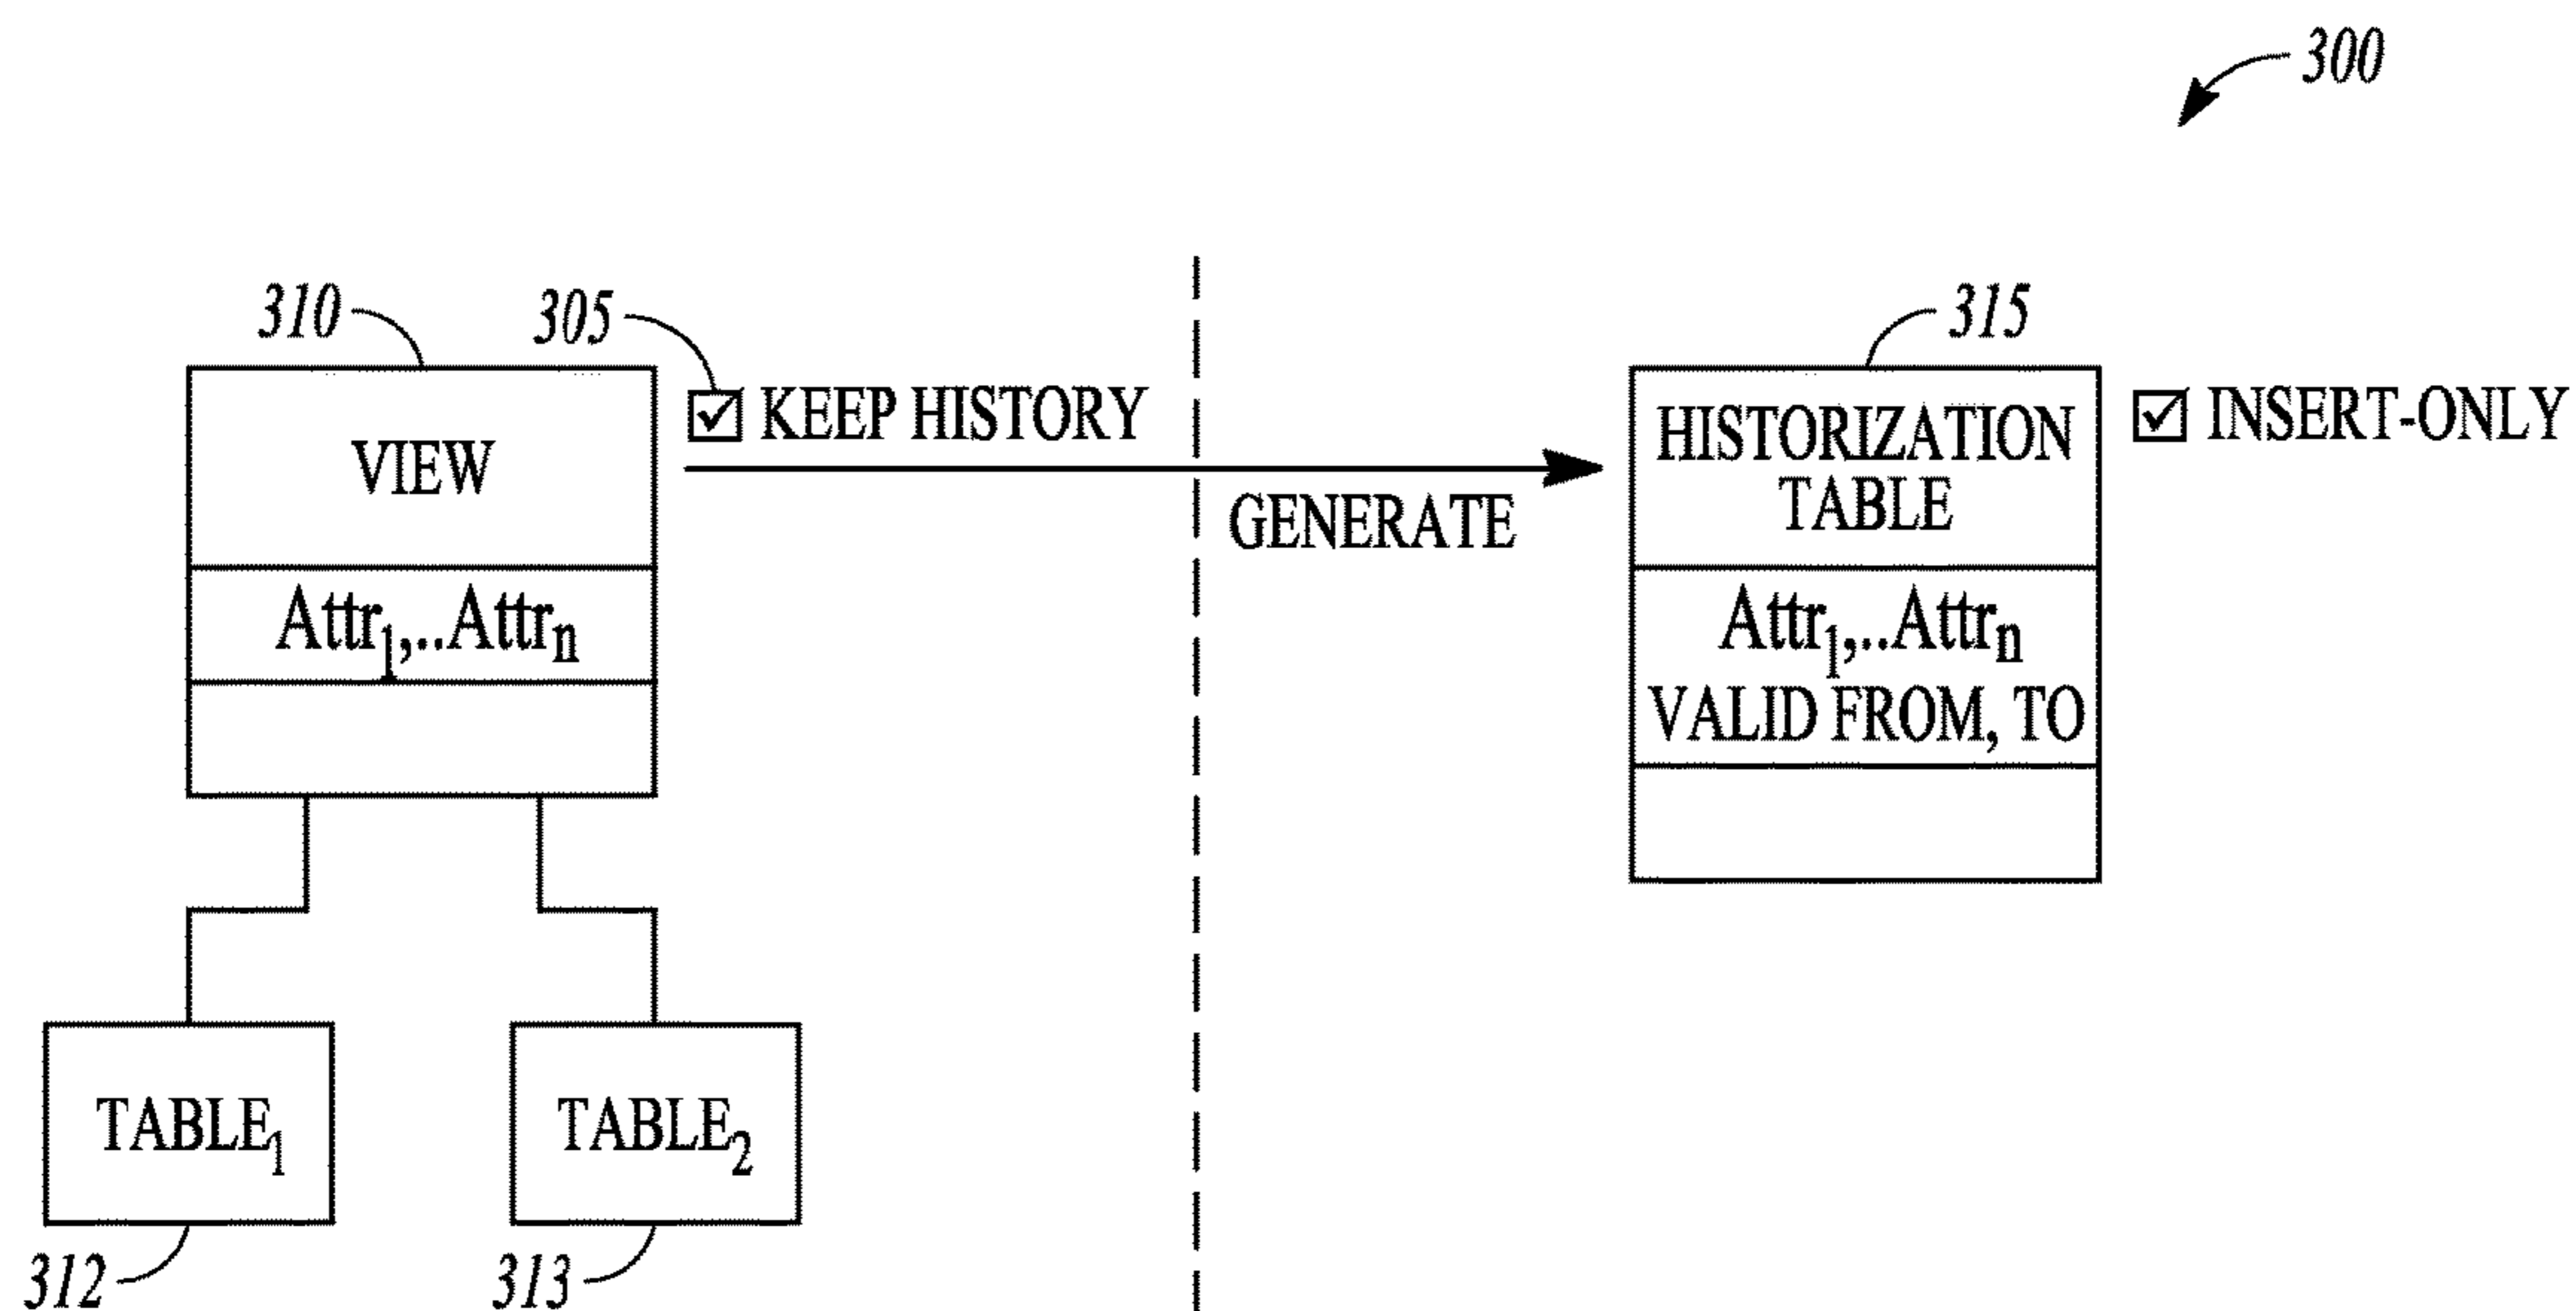 300
310
305
315
☑ KEEP HISTORY
☑ INSERT-ONLY
VIEW
HISTORIZATION
TABLE
GENERATE
Attr₁,..Attrₙ
Attr₁,..Attrₙ
VALID FROM, TO
TABLE₁
TABLE₂
312
313